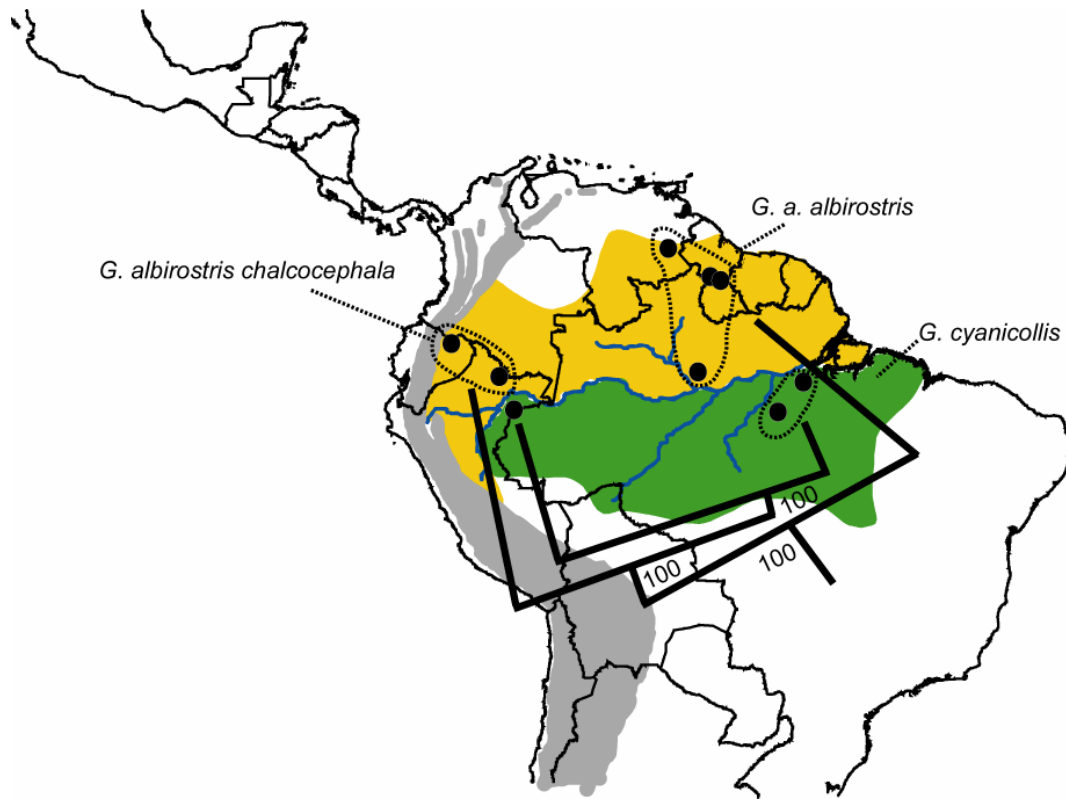 G. a. albirostris
G. albirostris chalcocephala
G. cyanicollis
100
100
100